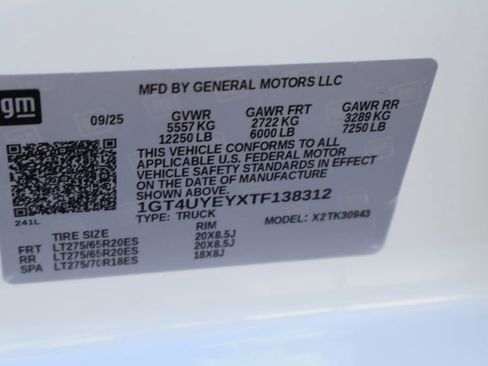 gm
MFD BY GENERAL MOTORS LLC
09/25 GVWR GAWR FRT GAWR RR
5557 KG 2722 KG 3289 KG
12250 LB 6000 LB 7250 LB
THIS VEHICLE CONFORMS TO ALL
APPLICABLE U.S. FEDERAL MOTOR
VEHICLE SAFETY STANDARDS IN EFFECT
ON THE DATE OF MANUFACTURE
1GT4UYEYXTF138312
241L TYPE: TRUCK MODEL: X2TK30943
TIRE SIZE RIM
FRT LT275/65R20ES 20X8.5J
RR LT275/65R20ES 20X8.5J
SPA LT275/70R18ES 18X8J